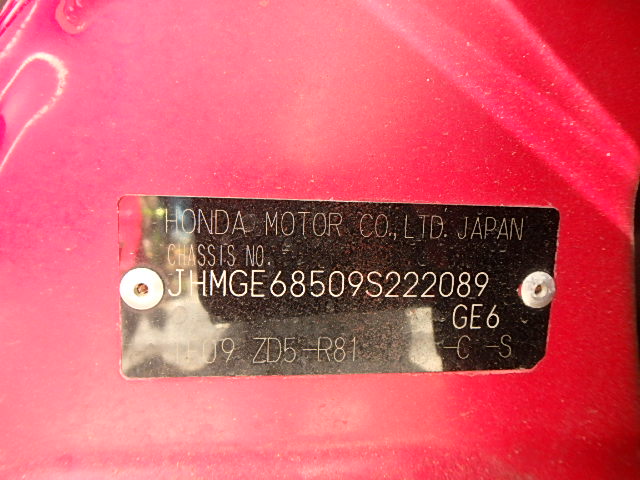 HONDA MOTOR CO., LTD. JAPAN
CHASSIS NO.
JHMGE68509S222089
GE6
ZD5-R81 -C -S